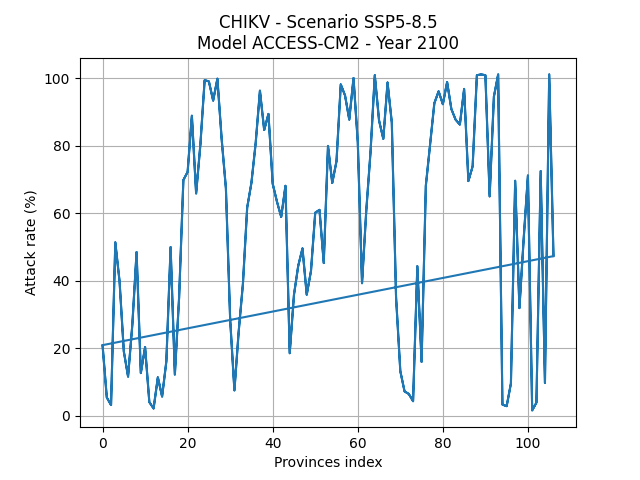 CHIKV - Scenario SSP5-8.5
Model ACCESS-CM2 - Year 2100
Attack rate (%)
100
80
60
40
20
0
0 20 40 60 80 100
Provinces index